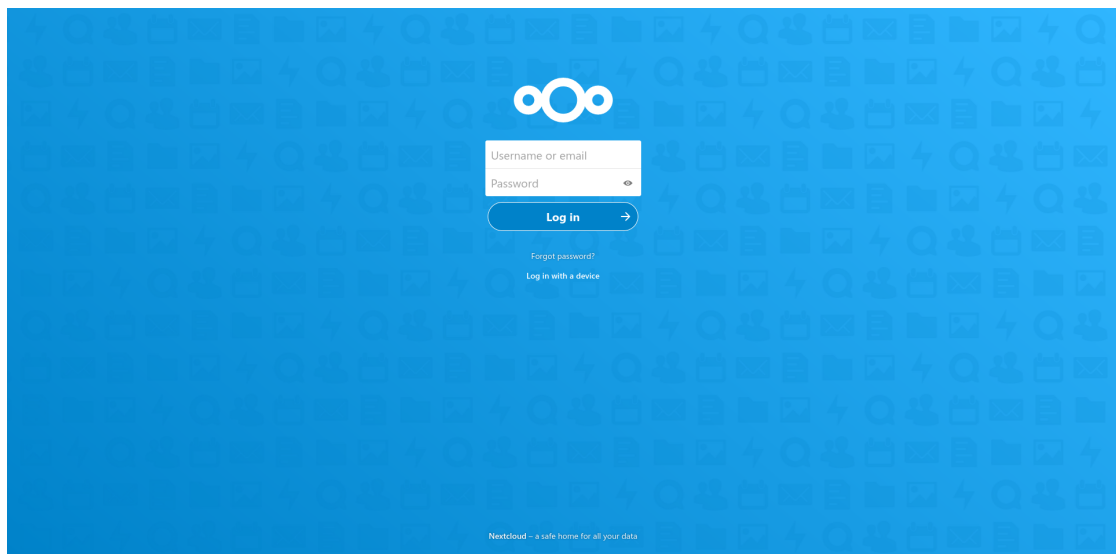 Username or email
Password
Log in
Forgot password?
Log in with a device
Nextcloud – a safe home for all your data